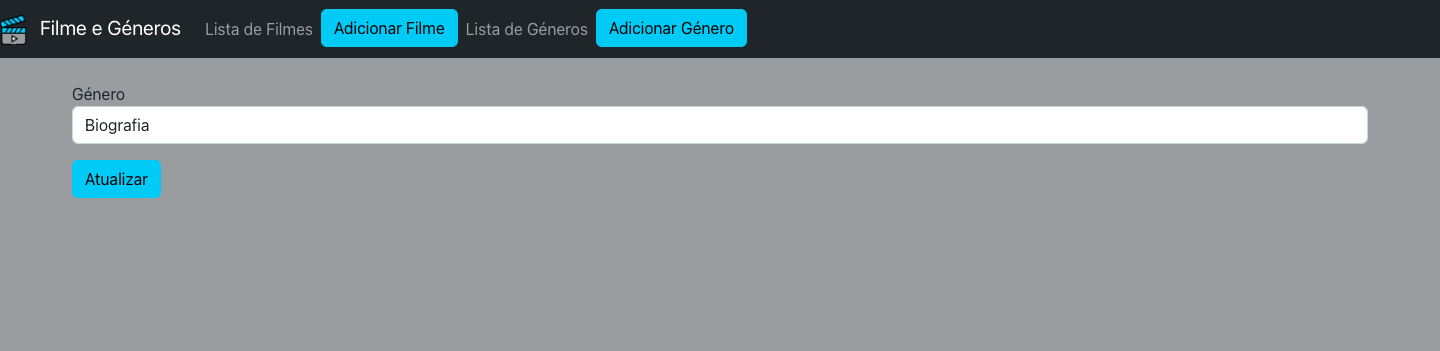 Filme e Géneros Lista de Filmes Adicionar Filme Lista de Géneros Adicionar Género
Género
Biografia
Atualizar